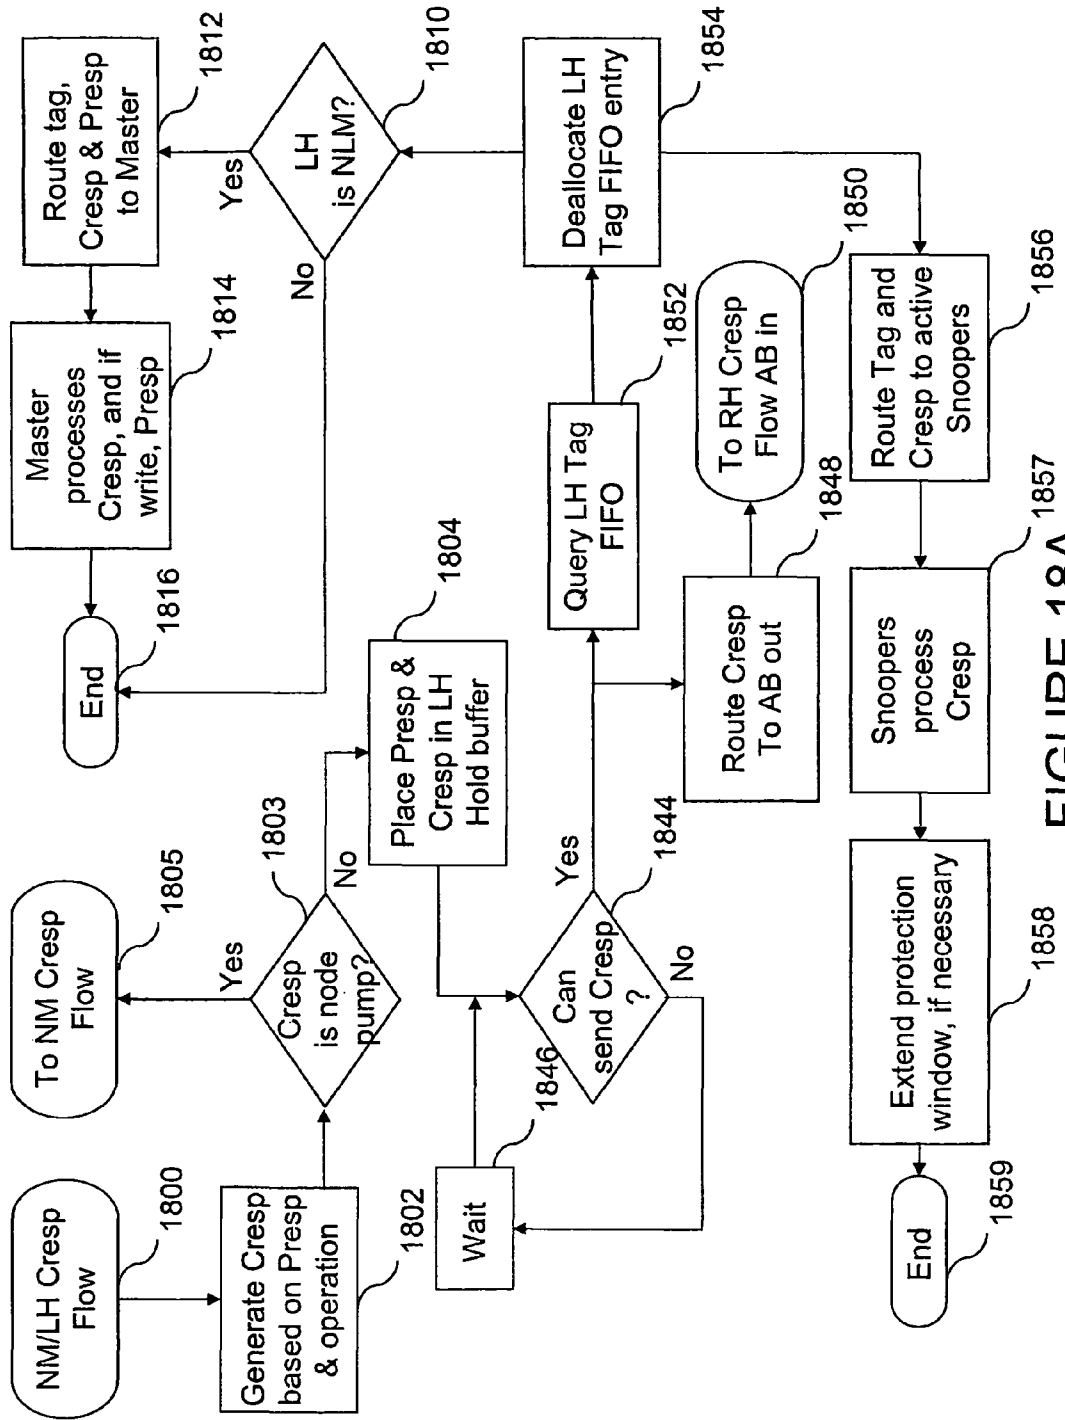 NM/LH Cresp
Flow
1800
Generate Cresp
based on Presp
& operation
1802
To NM Cresp
Flow
1805
Yes
Cresp
is node
pump?
1803
No
Place Presp &
Cresp in LH
Hold buffer
1804
Wait
1846
Can
send Cresp
?
1844
Yes
No
Query LH Tag
FIFO
1852
Route Cresp
To AB out
1848
To RH Cresp
Flow AB in
1850
Deallocate LH
Tag FIFO entry
1854
LH
is NLM?
1810
Yes
No
Route tag,
Cresp & Presp
to Master
1812
Master
processes
Cresp, and if
write, Presp
1814
End
1816
Route Tag and
Cresp to active
Snoopers
1856
Snoopers
process
Cresp
1857
Extend protection
window, if necessary
1858
End
1859
FIGURE 18A